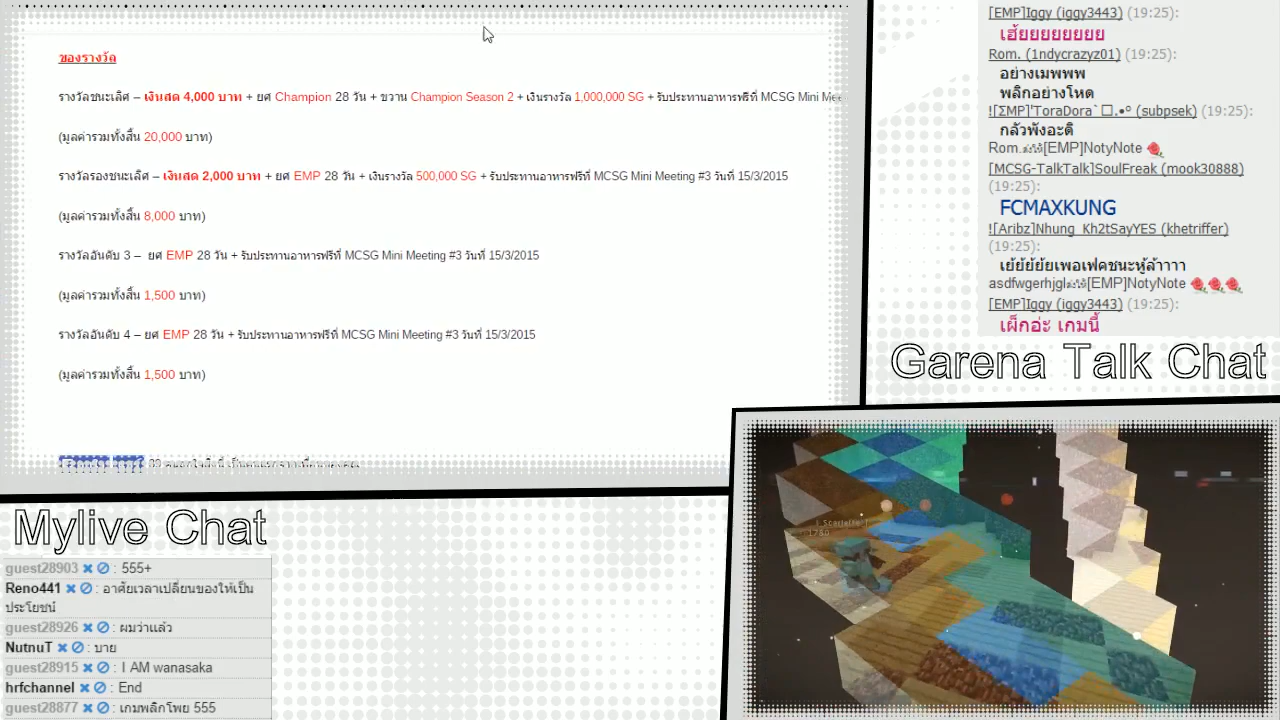 ของรางวัล
รางวัลชนะเลิศ – เงินสด 4,000 บาท + ยศ Champion 28 วัน + ขวาน Champion Season 2 + เงินรางวัล 1,000,000 SG + รับประทานอาหารฟรีที่ MCSG Mini
(มูลค่ารวมทั้งสิ้น 20,000 บาท)
รางวัลรองชนะเลิศ – เงินสด 2,000 บาท + ยศ EMP 28 วัน + เงินรางวัล 500,000 SG + รับประทานอาหารฟรีที่ MCSG Mini Meeting #3 วันที่ 15/3/2015
(มูลค่ารวมทั้งสิ้น 8,000 บาท)
รางวัลอันดับ 3 – ยศ EMP 28 วัน + รับประทานอาหารฟรีที่ MCSG Mini Meeting #3 วันที่ 15/3/2015
(มูลค่ารวมทั้งสิ้น 1,500 บาท)
รางวัลอันดับ 4 – ยศ EMP 28 วัน + รับประทานอาหารฟรีที่ MCSG Mini Meeting #3 วันที่ 15/3/2015
(มูลค่ารวมทั้งสิ้น 1,500 บาท)
[EMP]Iggy (iggy3443) (19:25):
เฮ้ยยยยยยยย
Rom. (1ndycrazyz01) (19:25):
อย่างเมพพพ
พลิกอย่างโหด
(subpsek) (19:25):
กลัวพังอะดิ
[EMP]NotyNote
[MCSG-TalkTalk]SoulFreak (mook30888)
(19:25):
FCMAXKUNG
![Aribz]Nhung_Kh2tSayYES (khetriffer)
(19:25):
เย้ย้ย้ย้ยเพอเฟคชนะหู้ล้าาาา
[EMP]NotyNote
[EMP]Iggy (iggy3443) (19:25):
เผ็กอ่ะ เกมนี้
Garena Talk Chat
Mylive Chat
guest28903 : 555+
Reno441 : อาศัยเวลาเปลี่ยนของให้เป็น
ประโยชน์
guest28926 : ผมว่าแล้ว
NutnuT : บาย
guest28915 : I AM wanasaka
hrfchannel : End
guest28877 : เกมพลิกโพย 555
1780